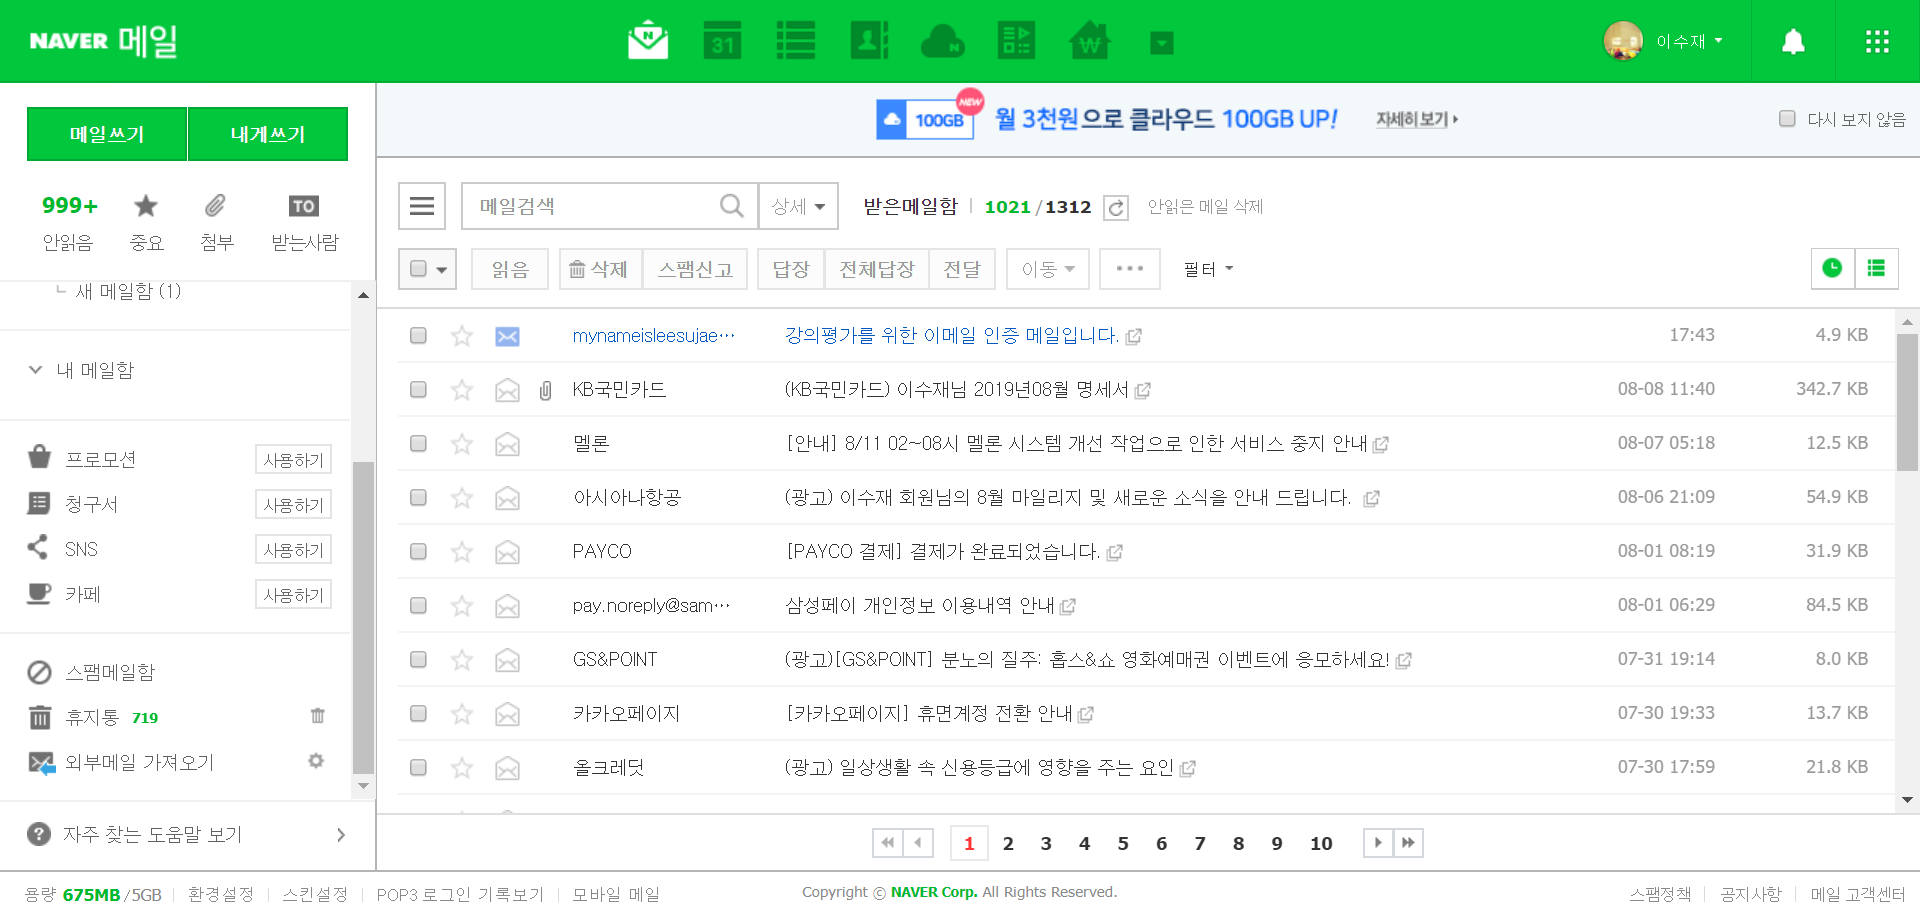 NAVER 메일
31
N
₩
이수재
메일쓰기
내게쓰기
NEW
100GB
월 3천원으로 클라우드 100GB UP!
자세히 보기
다시 보지 않음
999+
TO
안읽음
중요
첨부
받는사람
메일검색
상세
받은메일함
1021/1312
안읽은 메일 삭제
읽음
삭제
스팸신고
답장
전체답장
전달
이동
필터
새 메일함 (1)
내 메일함
프로모션 사용하기
청구서 사용하기
SNS 사용하기
카페 사용하기
스팸메일함
휴지통 719
외부메일 가져오기
자주 찾는 도움말 보기
mynameisleesujae··· 강의평가를 위한 이메일 인증 메일입니다. 17:43 4.9 KB
KB국민카드 (KB국민카드) 이수재님 2019년08월 명세서 08-08 11:40 342.7 KB
멜론 [안내] 8/11 02~08시 멜론 시스템 개선 작업으로 인한 서비스 중지 안내 08-07 05:18 12.5 KB
아시아나항공 (광고) 이수재 회원님의 8월 마일리지 및 새로운 소식을 안내 드립니다. 08-06 21:09 54.9 KB
PAYCO [PAYCO 결제] 결제가 완료되었습니다. 08-01 08:19 31.9 KB
pay.noreply@sam··· 삼성페이 개인정보 이용내역 안내 08-01 06:29 84.5 KB
GS&POINT (광고)[GS&POINT] 분노의 질주: 홉스&쇼 영화예매권 이벤트에 응모하세요! 07-31 19:14 8.0 KB
카카오페이지 [카카오페이지] 휴면계정 전환 안내 07-30 19:33 13.7 KB
올크레딧 (광고) 일상생활 속 신용등급에 영향을 주는 요인 07-30 17:59 21.8 KB
1 2 3 4 5 6 7 8 9 10
용량 675MB/5GB 환경설정 스킨설정 POP3 로그인 기록보기 모바일 메일
Copyright © NAVER Corp. All Rights Reserved.
스팸정책 공지사항 메일 고객센터